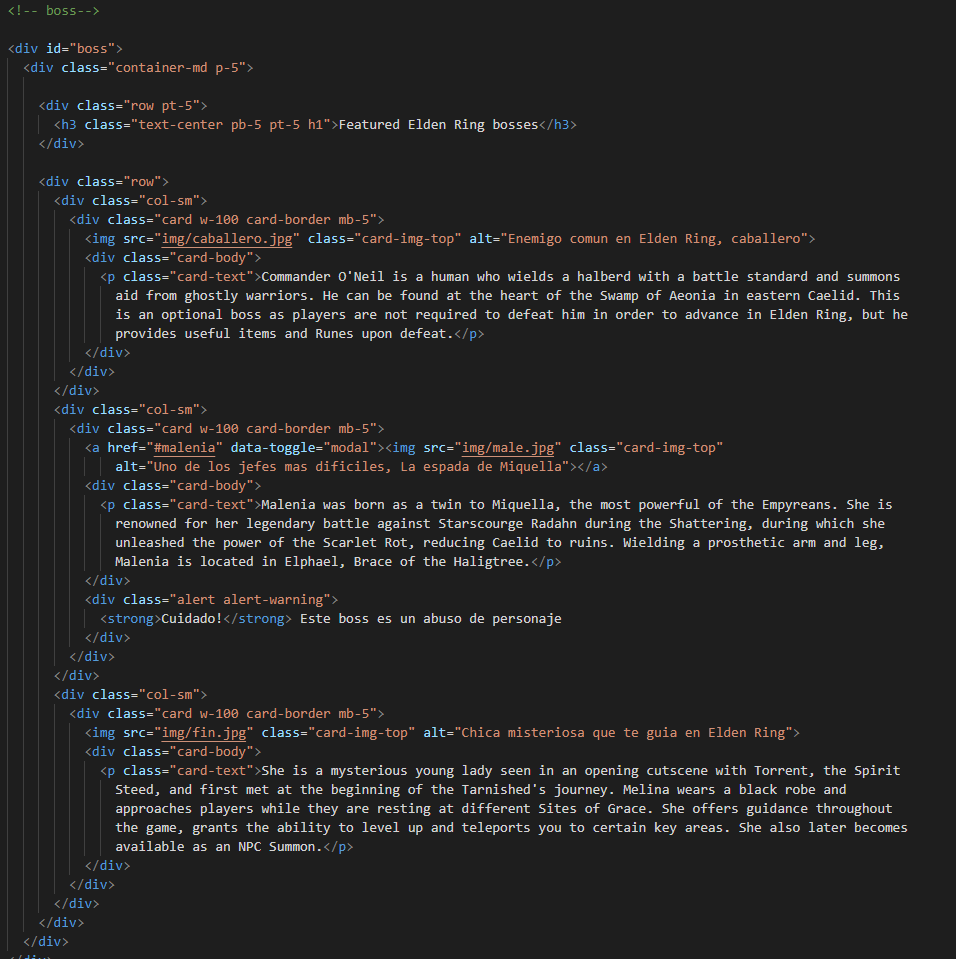 <!-- boss-->
<div id="boss">
<div class="container-md p-5">
<div class="row pt-5">
<h3 class="text-center pb-5 pt-5 h1">Featured Elden Ring bosses</h3>
</div>
<div class="row">
<div class="col-sm">
<div class="card w-100 card-border mb-5">
<img src="img/caballero.jpg" class="card-img-top" alt="Enemigo comun en Elden Ring, caballero">
<div class="card-body">
<p class="card-text">Commander O'Neil is a human who wields a halberd with a battle standard and summons
aid from ghostly warriors. He can be found at the heart of the Swamp of Aeonia in eastern Caelid. This
is an optional boss as players are not required to defeat him in order to advance in Elden Ring, but he
provides useful items and Runes upon defeat.</p>
</div>
</div>
</div>
<div class="col-sm">
<div class="card w-100 card-border mb-5">
<a href="#malenia" data-toggle="modal"><img src="img/male.jpg" class="card-img-top"
alt="Uno de los jefes mas dificiles, La espada de Miquella"></a>
<div class="card-body">
<p class="card-text">Malenia was born as a twin to Miquella, the most powerful of the Empyreans. She is
renowned for her legendary battle against Starscourge Radahn during the Shattering, during which she
unleashed the power of the Scarlet Rot, reducing Caelid to ruins. Wielding a prosthetic arm and leg,
Malenia is located in Elphael, Brace of the Haligtree.</p>
</div>
<div class="alert alert-warning">
<strong>Cuidado!</strong> Este boss es un abuso de personaje
</div>
</div>
</div>
<div class="col-sm">
<div class="card w-100 card-border mb-5">
<img src="img/fin.jpg" class="card-img-top" alt="Chica misteriosa que te guia en Elden Ring">
<div class="card-body">
<p class="card-text">She is a mysterious young lady seen in an opening cutscene with Torrent, the Spirit
Steed, and first met at the beginning of the Tarnished's journey. Melina wears a black robe and
approaches players while they are resting at different Sites of Grace. She offers guidance throughout
the game, grants the ability to level up and teleports you to certain key areas. She also later becomes
available as an NPC Summon.</p>
</div>
</div>
</div>
</div>
</div>